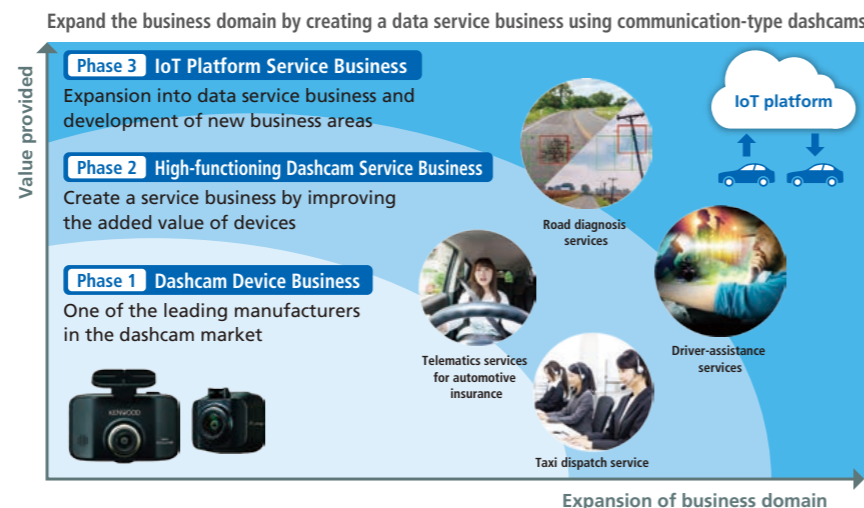 Expand the business domain by creating a data service business using communication-type dashcams
Value provided
Phase 3 IoT Platform Service Business
Expansion into data service business and
development of new business areas
IoT platform
Phase 2 High-functioning Dashcam Service Business
Create a service business by improving
the added value of devices
Road diagnosis
services
Phase 1 Dashcam Device Business
One of the leading manufacturers
in the dashcam market
Telematics services
for automotive
insurance
Driver-assistance
services
KENWOOD
Taxi dispatch service
Expansion of business domain